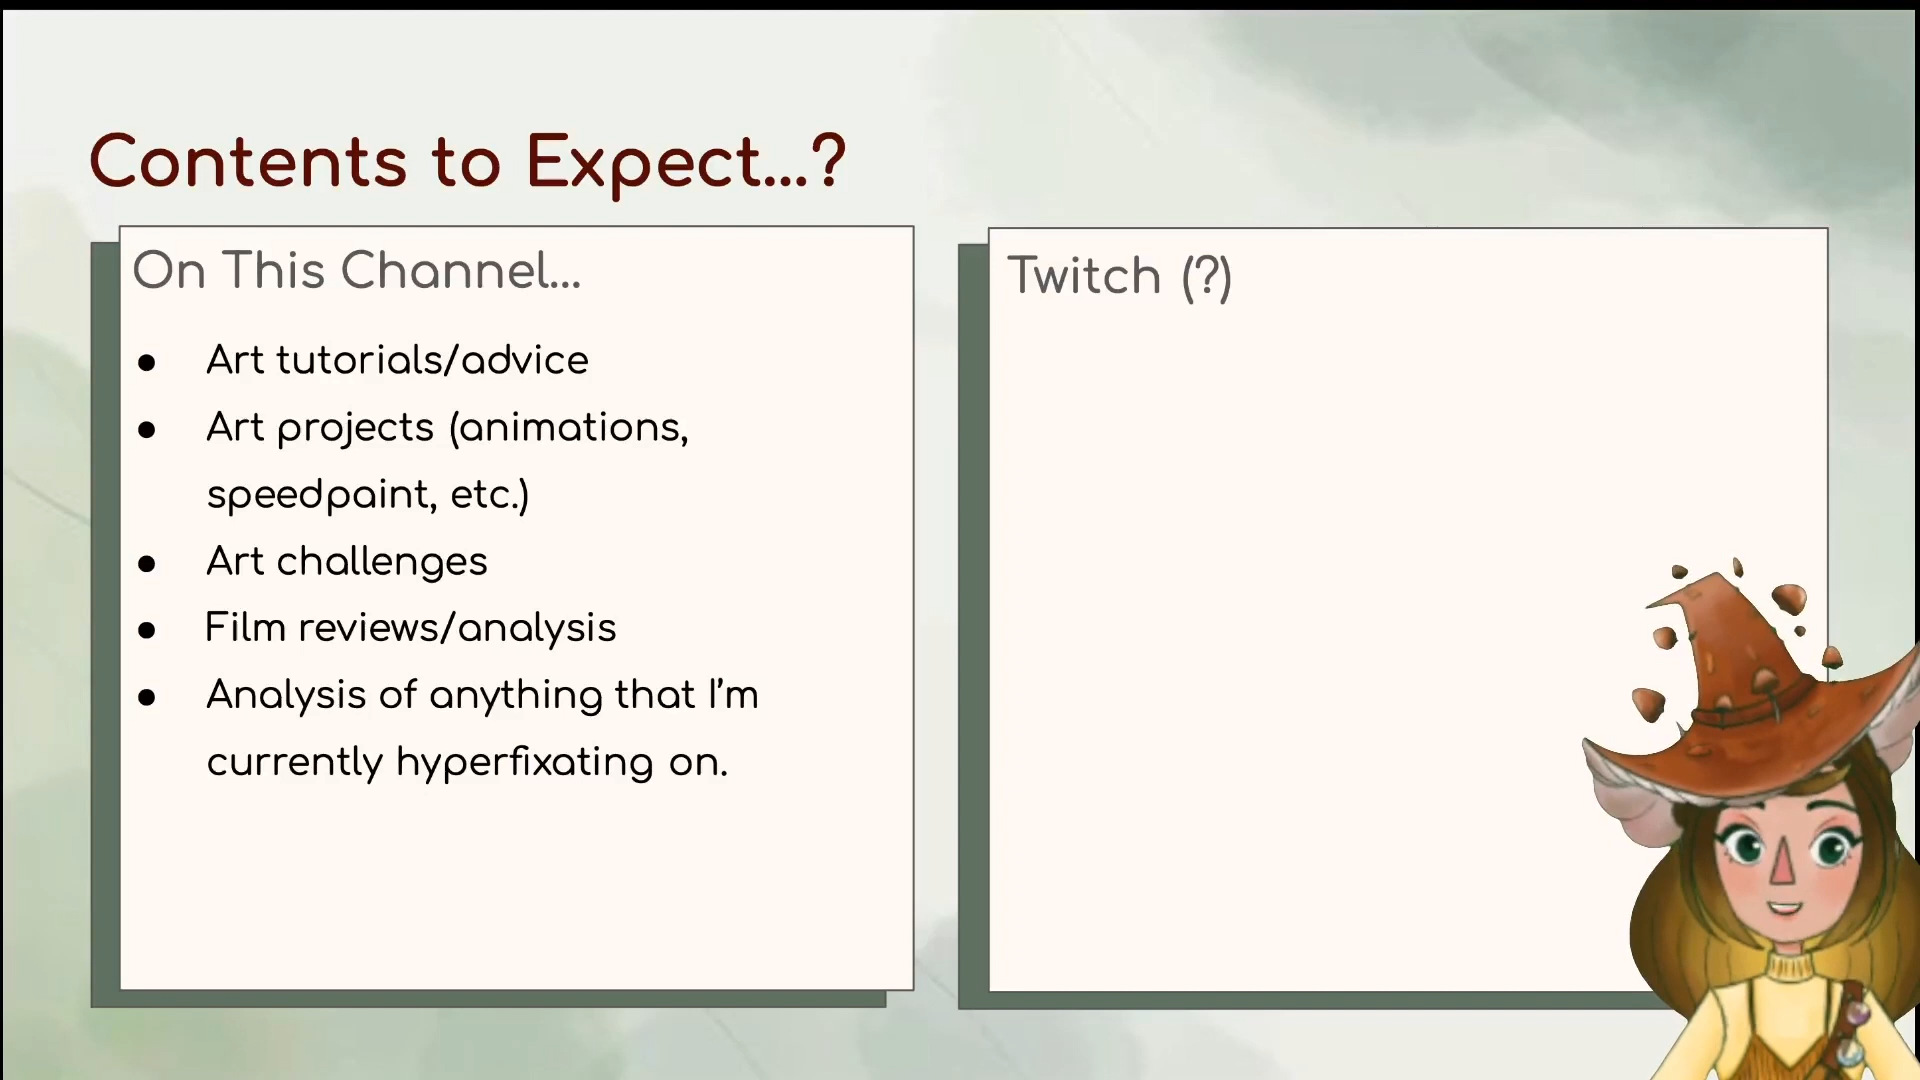 Contents to Expect...?
On This Channel...
● Art tutorials/advice
● Art projects (animations,
speedpaint, etc.)
● Art challenges
● Film reviews/analysis
● Analysis of anything that I’m
currently hyperfixating on.
Twitch (?)